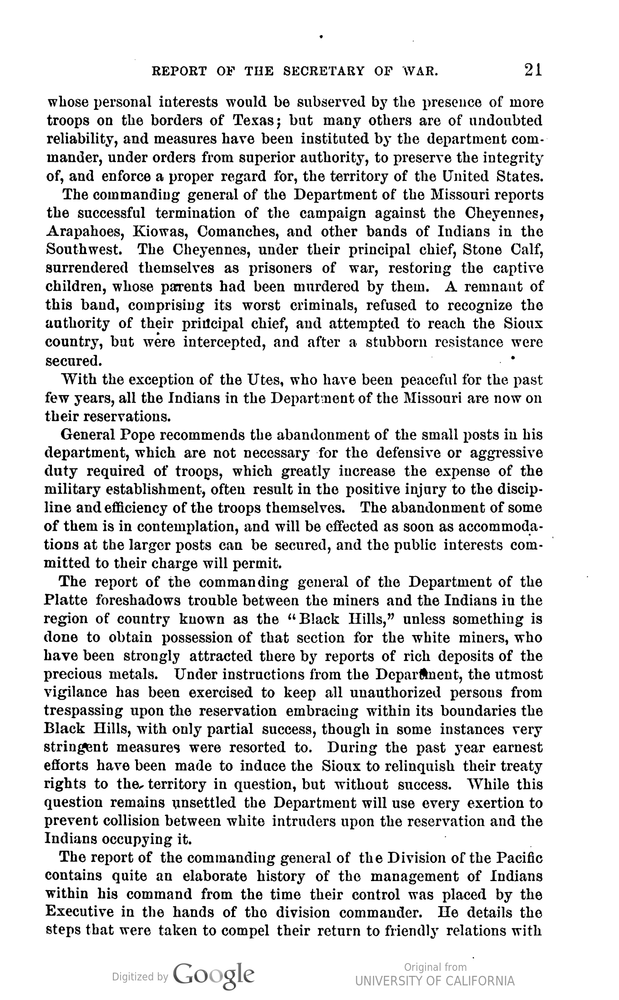 REPORT OF THE SECRETARY OF WAR. 21
whose personal interests would be subserved by the presence of more
troops on the borders of Texas; but many others are of undoubted
reliability, and measures have been instituted by the department com-
mander, under orders from superior authority, to preserve the integrity
of, and enforce a proper regard for, the territory of the United States.
The commanding general of the Department of the Missouri reports
the successful termination of the campaign against the Cheyennes,
Arapahoes, Kiowas, Comanches, and other bands of Indians in the
Southwest. The Cheyennes, under their principal chief, Stone Calf,
surrendered themselves as prisoners of war, restoring the captive
children, whose parents had been murdered by them. A remnant of
this band, comprising its worst criminals, refused to recognize the
authority of their principal chief, and attempted to reach the Sioux
country, but were intercepted, and after a stubborn resistance were
secured.
With the exception of the Utes, who have been peaceful for the past
few years, all the Indians in the Department of the Missouri are now on
their reservations.
General Pope recommends the abandonment of the small posts in his
department, which are not necessary for the defensive or aggressive
duty required of troops, which greatly increase the expense of the
military establishment, often result in the positive injury to the discip-
line and efficiency of the troops themselves. The abandonment of some
of them is in contemplation, and will be effected as soon as accommoda-
tions at the larger posts can be secured, and the public interests com-
mitted to their charge will permit.
The report of the commanding general of the Department of the
Platte foreshadows trouble between the miners and the Indians in the
region of country known as the "Black Hills," unless something is
done to obtain possession of that section for the white miners, who
have been strongly attracted there by reports of rich deposits of the
precious metals. Under instructions from the Department, the utmost
vigilance has been exercised to keep all unauthorized persons from
trespassing upon the reservation embracing within its boundaries the
Black Hills, with only partial success, though in some instances very
stringent measures were resorted to. During the past year earnest
efforts have been made to induce the Sioux to relinquish their treaty
rights to the territory in question, but without success. While this
question remains unsettled the Department will use every exertion to
prevent collision between white intruders upon the reservation and the
Indians occupying it.
The report of the commanding general of the Division of the Pacific
contains quite an elaborate history of the management of Indians
within his command from the time their control was placed by the
Executive in the hands of the division commander. He details the
steps that were taken to compel their return to friendly relations with
Digitized by Google
Original from
UNIVERSITY OF CALIFORNIA